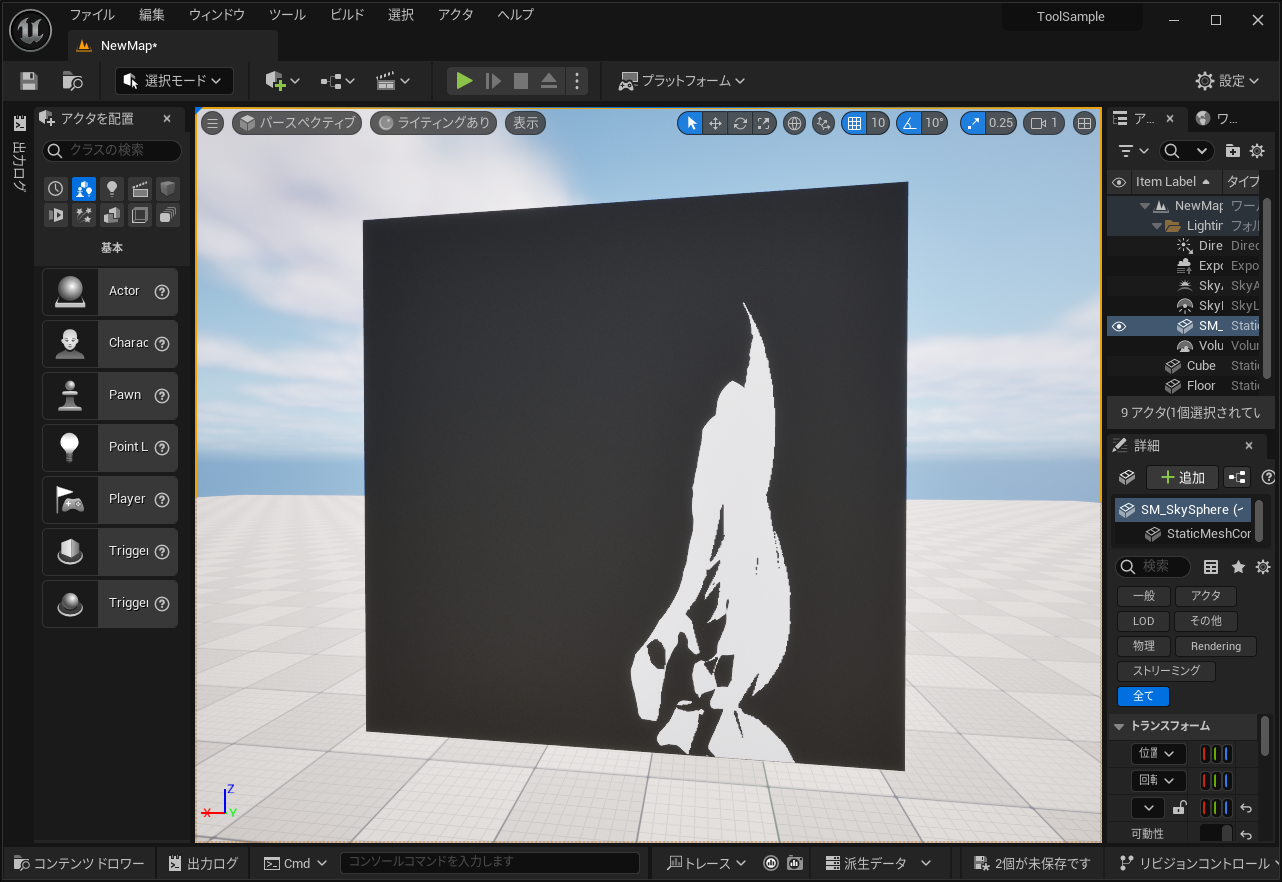 ファイル 編集 ウィンドウ ツール ビルド 選択 アクタ ヘルプ
ToolSample
NewMap*
選択モード
プラットフォーム
設定
アクタを配置
出力ログ
クラスの検索
基本
Actor
Charac
Pawn
Point L
Player
Trigger
Trigger
パースペクティブ
ライティングあり
表示
10
10°
0.25
1
ア...
ワ...
Item Label
タイプ
NewMap ワール
Lightin フォル
Dire Direc
Expo Expo
SkyA SkyA
SkyL SkyL
SM_ Static
Volu Volun
Cube Static
Floor Static
9 アクタ(1個選択されてい
詳細
追加
SM_SkySphere (イ
StaticMeshCor
検索
一般 アクタ
LOD その他
物理 Rendering
ストリーミング
全て
トランスフォーム
位置
回転
可動性
X
Y
Z
コンテンツ ドロワー
出力ログ
Cmd
コンソールコマンドを入力します
トレース
派生データ
2個が未保存です
リビジョンコントロール